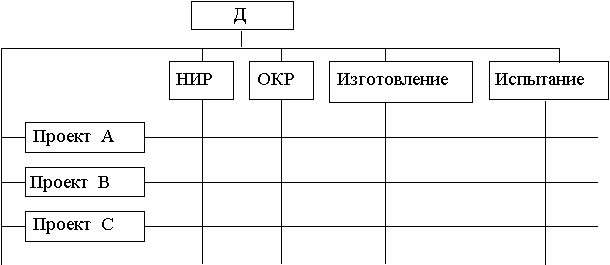 Д
НИР ОКР Изготовление Испытание
Проект А
Проект В
Проект С